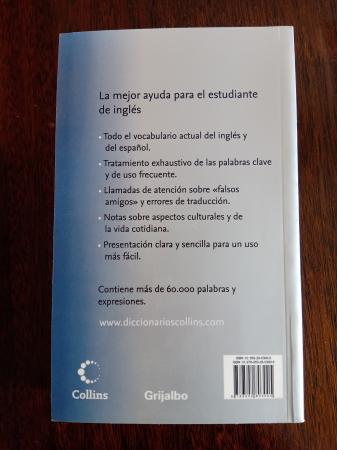 La mejor ayuda para el estudiante
de inglés
• Todo el vocabulario actual del inglés y
del español.
• Tratamiento exhaustivo de las palabras clave
y de uso frecuente.
• Llamadas de atención sobre «falsos
amigos» y errores de traducción.
• Notas sobre aspectos culturales y de
la vida cotidiana.
• Presentación clara y sencilla para un uso
más fácil.
Contiene más de 60.000 palabras y
expresiones.
www.diccionarioscollins.com
Collins
Grijalbo